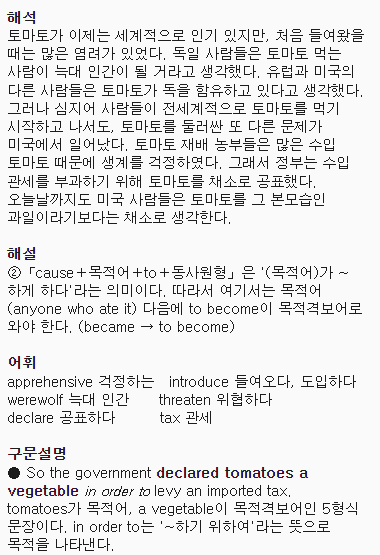 해석
토마토가 이제는 세계적으로 인기 있지만, 처음 들여왔을
때는 많은 염려가 있었다. 독일 사람들은 토마토 먹는
사람이 늑대 인간이 될 거라고 생각했다. 유럽과 미국의
다른 사람들은 토마토가 독을 함유하고 있다고 생각했다.
그러나 심지어 사람들이 전세계적으로 토마토를 먹기
시작하고 나서도, 토마토를 둘러싼 또 다른 문제가
미국에서 일어났다. 토마토 재배 농부들은 많은 수입
토마토 때문에 생계를 걱정하였다. 그래서 정부는 수입
관세를 부과하기 위해 토마토를 채소로 공표했다.
오늘날까지도 미국 사람들은 토마토를 그 본모습인
과일이라기보다는 채소로 생각한다.
해설
②「cause+목적어+to+동사원형」은 '(목적어)가 ~
하게 하다'라는 의미이다. 따라서 여기서는 목적어
(anyone who ate it) 다음에 to become이 목적격보어로
와야 한다. (became → to become)
어휘
apprehensive 걱정하는 introduce 들여오다, 도입하다
werewolf 늑대 인간 threaten 위협하다
declare 공표하다 tax 관세
구문설명
● So the government declared tomatoes a
vegetable in order to levy an imported tax.
tomatoes가 목적어, a vegetable이 목적격보어인 5형식
문장이다. in order to는 '~하기 위하여'라는 뜻으로
목적을 나타낸다.